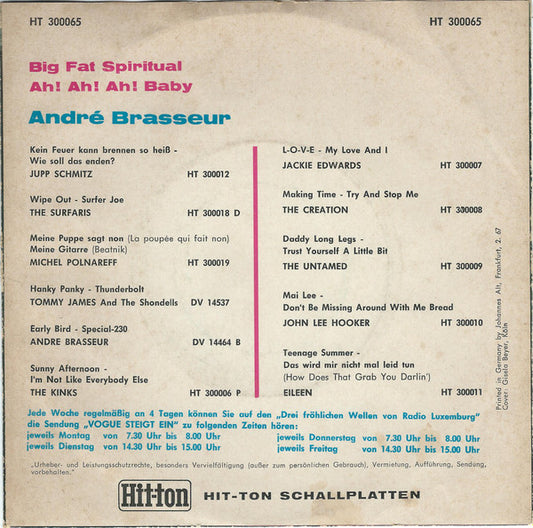 HT 300065
HT 300065
Big Fat Spiritual
Ah! Ah! Ah! Baby
André Brasseur
Kein Feuer kann brennen so heiß -
Wie soll das enden?
JUPP SCHMITZ HT 300012
Wipe Out - Surfer Joe
THE SURFARIS HT 300018 D
Meine Puppe sagt non (La poupée qui fait non)
Meine Gitarre (Beatnik)
MICHEL POLNAREFF HT 300019
Hanky Panky - Thunderbolt
TOMMY JAMES And The Shondells DV 14537
Early Bird - Special-230
ANDRE BRASSEUR DV 14464 B
Sunny Afternoon -
I'm Not Like Everybody Else
THE KINKS HT 300006 P
L-O-V-E - My Love And I
JACKIE EDWARDS HT 300007
Making Time - Try And Stop Me
THE CREATION HT 300008
Daddy Long Legs -
Trust Yourself A Little Bit
THE UNTAMED HT 300009
Mai Lee -
Don't Be Missing Around With Me Bread
JOHN LEE HOOKER HT 300010
Teenage Summer -
Das wird mir nicht mal leid tun
(How Does That Grab You Darlin')
EILEEN HT 300011
Printed in Germany by Johannes Alt, Frankfurt, 2. 67
Cover: Gisela Beyer, Köln
Jede Woche regelmäßig an 4 Tagen können Sie auf den „Drei fröhlichen Wellen von Radio Luxemburg"
die Sendung „VOGUE STEIGT EIN" zu folgenden Zeiten hören:
jeweils Montag von 7.30 Uhr bis 8.00 Uhr
jeweils Dienstag von 14.30 Uhr bis 15.00 Uhr
jeweils Donnerstag von 7.30 Uhr bis 8.00 Uhr
jeweils Freitag von 14.30 Uhr bis 15.00 Uhr
„Urheber- und Leistungsschutzrechte, besonders Vervielfältigung (außer zum persönlichen Gebrauch), Vermietung, Aufführung, Sendung,
vorbehalten."
Hit-ton HIT-TON SCHALLPLATTEN